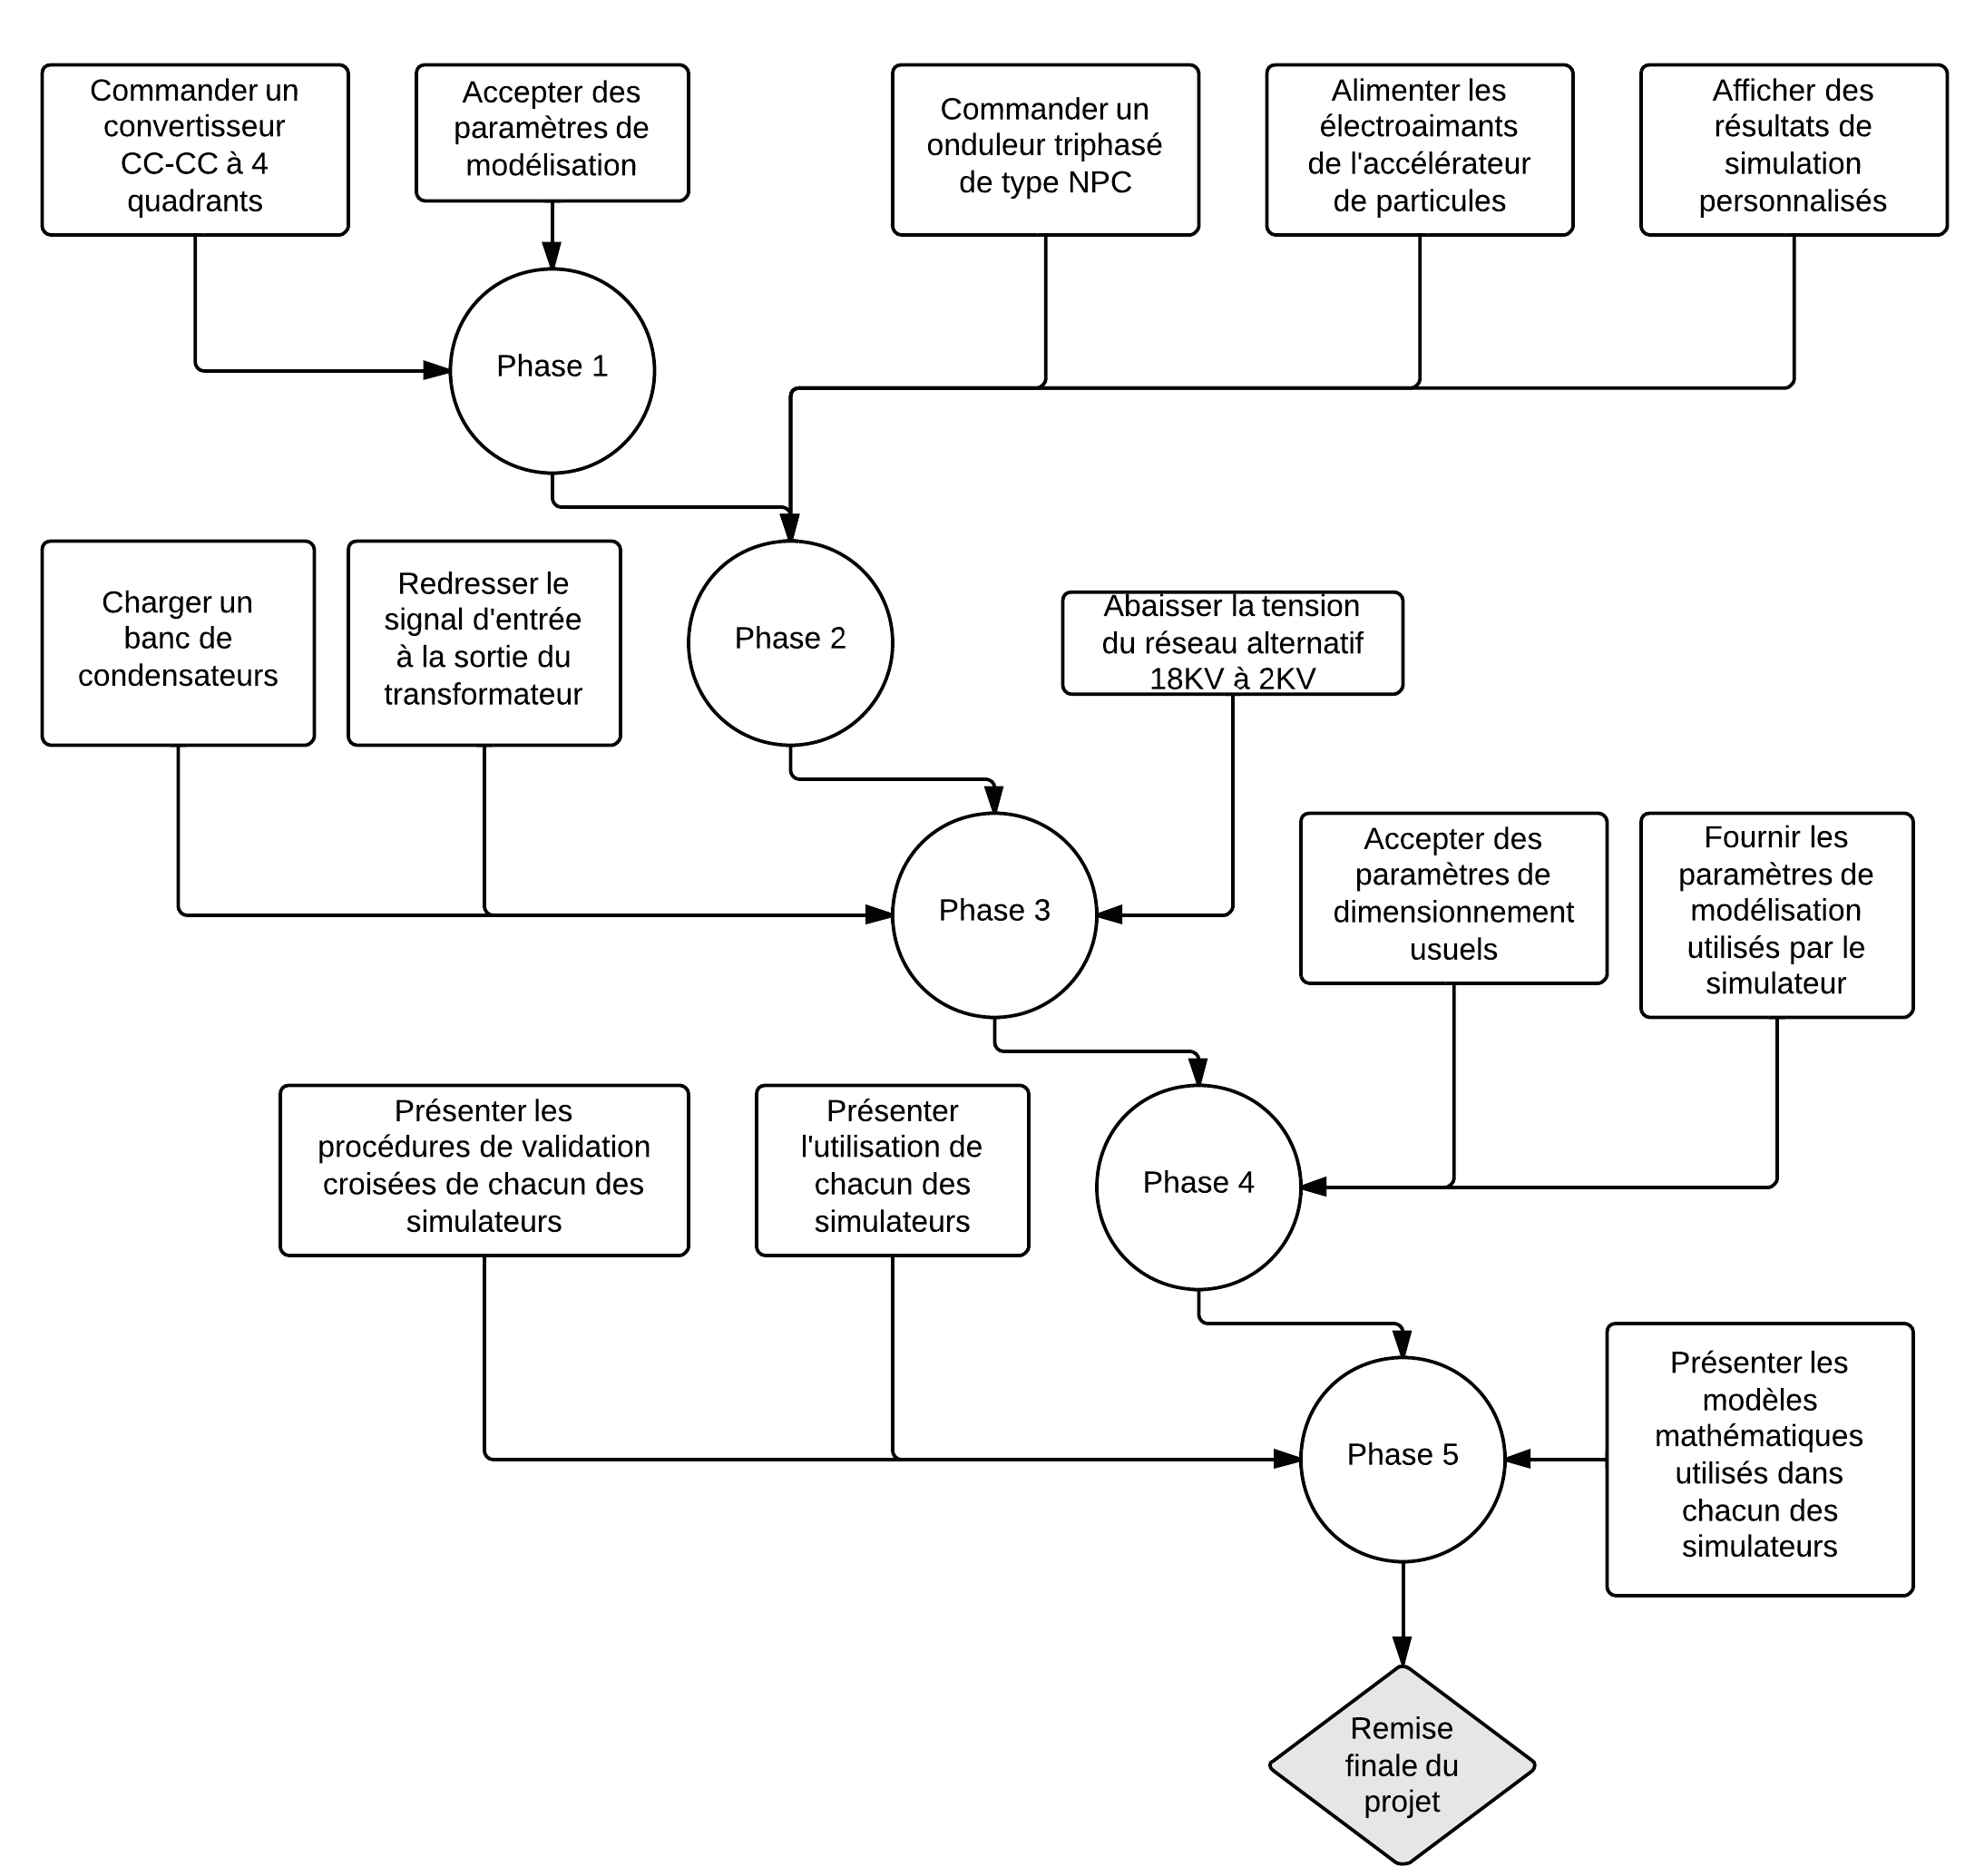 Commander un
convertisseur
CC-CC à 4
quadrants
Accepter des
paramètres de
modélisation
Commander un
onduleur triphasé
de type NPC
Alimenter les
électroaimants
de l'accélérateur
de particules
Afficher des
résultats de
simulation
personnalisés
Phase 1
Charger un
banc de
condensateurs
Redresser le
signal d'entrée
à la sortie du
transformateur
Phase 2
Abaisser la tension
du réseau alternatif
18KV à 2KV
Phase 3
Accepter des
paramètres de
dimensionnement
usuels
Fournir les
paramètres de
modélisation
utilisés par le
simulateur
Présenter les
procédures de validation
croisées de chacun des
simulateurs
Présenter
l'utilisation de
chacun des
simulateurs
Phase 4
Phase 5
Présenter les
modèles
mathématiques
utilisés dans
chacun des
simulateurs
Remise
finale du
projet